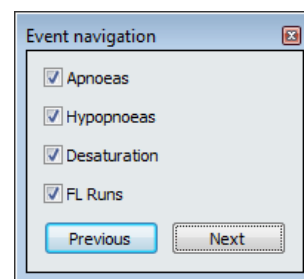 Event navigation
Apnoeas
Hypopnoeas
Desaturation
FL Runs
Previous Next